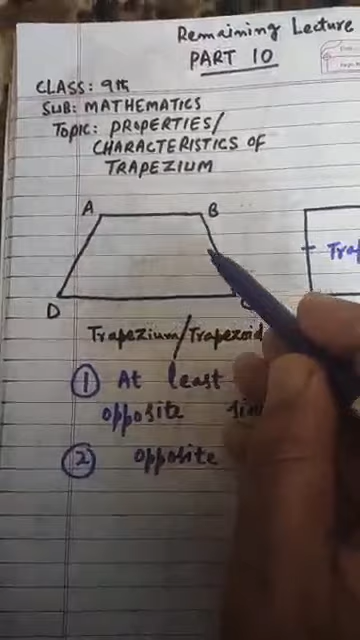 Remaining Lecture
PART 10
CLASS: 9th
SUB: MATHEMATICS
TOPIC: PROPERTIES/
CHARACTERISTICS OF
TRAPEZIUM
A B
D
Trapezium/Trapezoid
① At least
opposite
② opposite